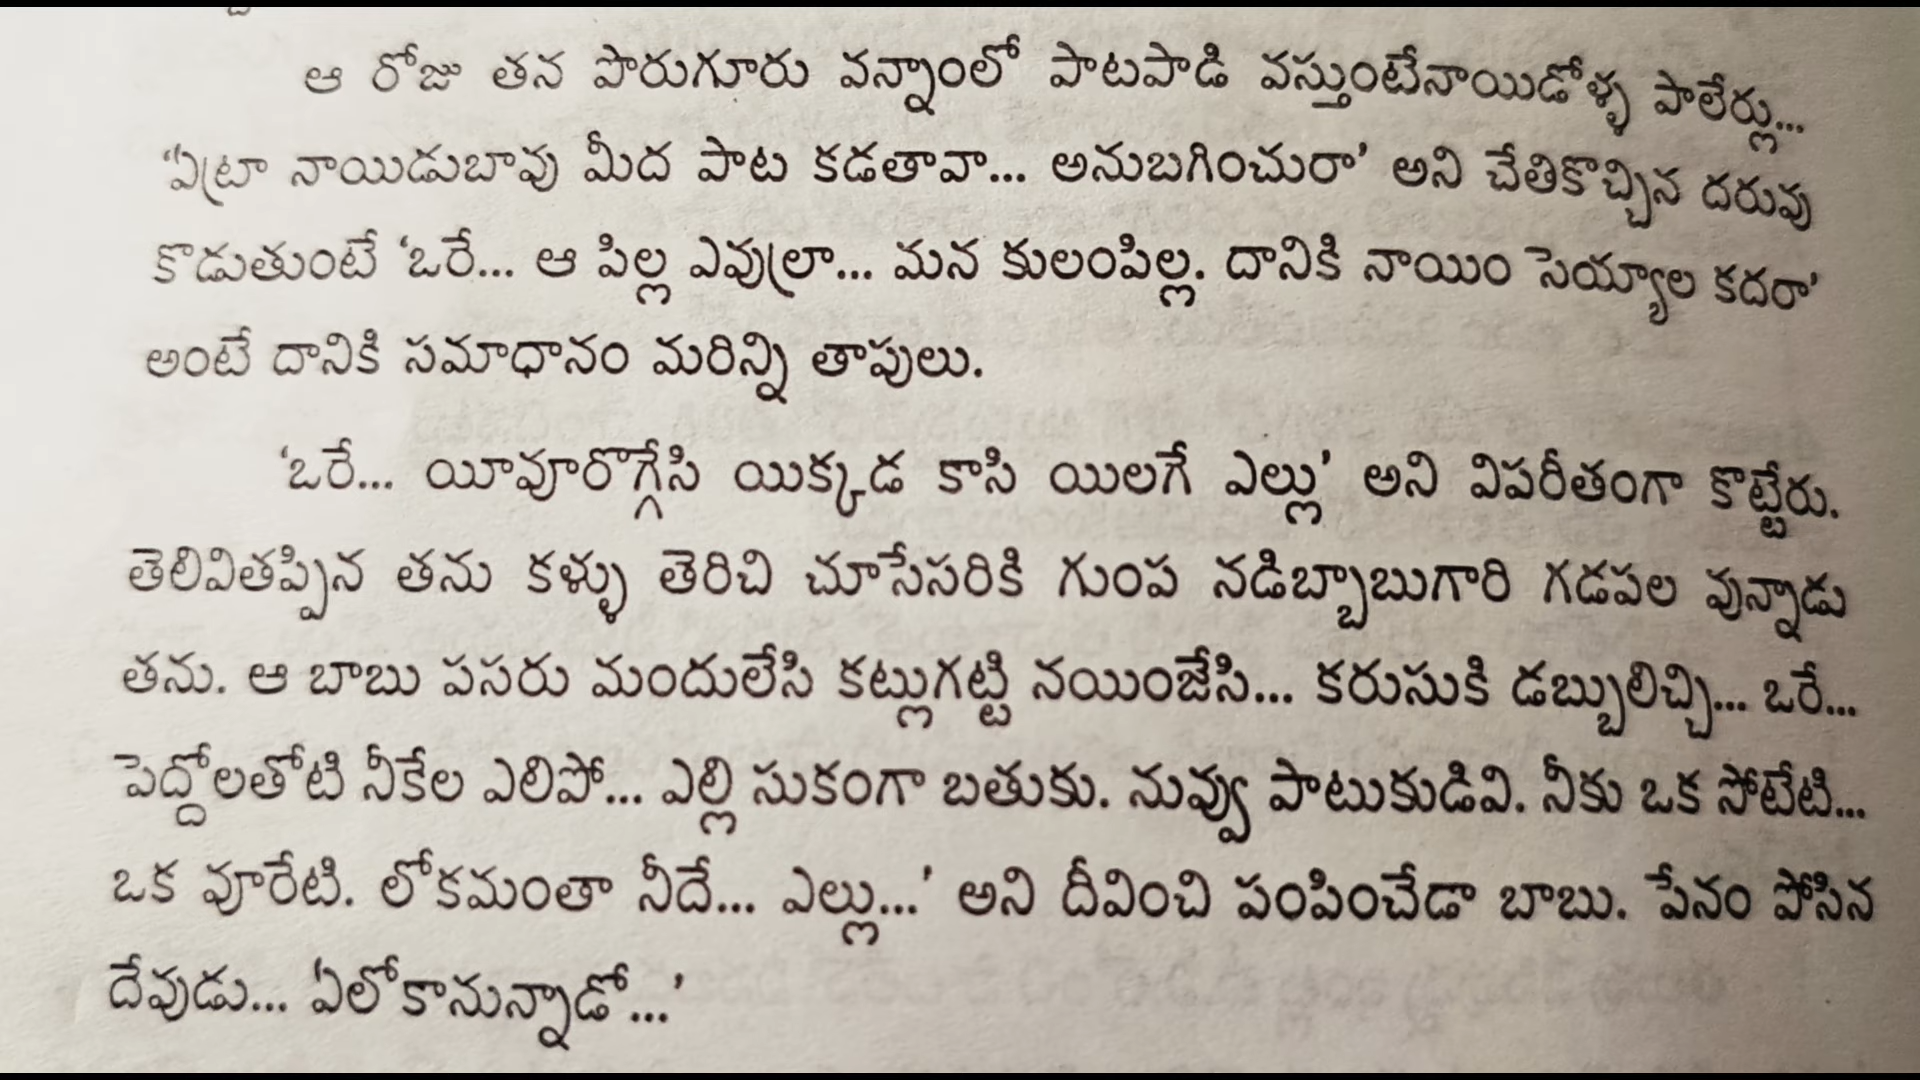 ఆ రోజు తన పొరుగూరు వన్నాంలో పాటపాడి వస్తుంటేనాయిడోళ్ళ పాలేర్లు...
‘ఏట్రా నాయిడుబావు మీద పాట కడతావా... అనుబగించురా’ అని చేతికొచ్చిన దరువు
కొడుతుంటే ‘ఒరే... ఆ పిల్ల ఎవుల్రా... మన కులంపిల్ల. దానికి నాయిం సెయ్యాల కదరా’
అంటే దానికి సమాధానం మరిన్ని తాపులు.
‘ఒరే... యీవూరొగ్గేసి యిక్కడ కాసి యిలగే ఎల్లు’ అని విపరీతంగా కొట్టేరు.
తెలివితప్పిన తను కళ్ళు తెరిచి చూసేసరికి గుంప నడిబ్బాబుగారి గడపల వున్నాడు
తను. ఆ బాబు పసరు మందులేసి కట్లుగట్టి నయింజేసి... కరుసుకి డబ్బులిచ్చి... ఒరే...
పెద్దోలతోటి నీకేల ఎలిపో... ఎల్లి సుకంగా బతుకు. నువ్వు పాటుకుడివి. నీకు ఒక సోటేటి...
ఒక వూరేటి. లోకమంతా నీదే... ఎల్లు...’ అని దీవించి పంపించేడా బాబు. పేనం పోసిన
దేవుడు... ఏలోకానున్నాడో...’